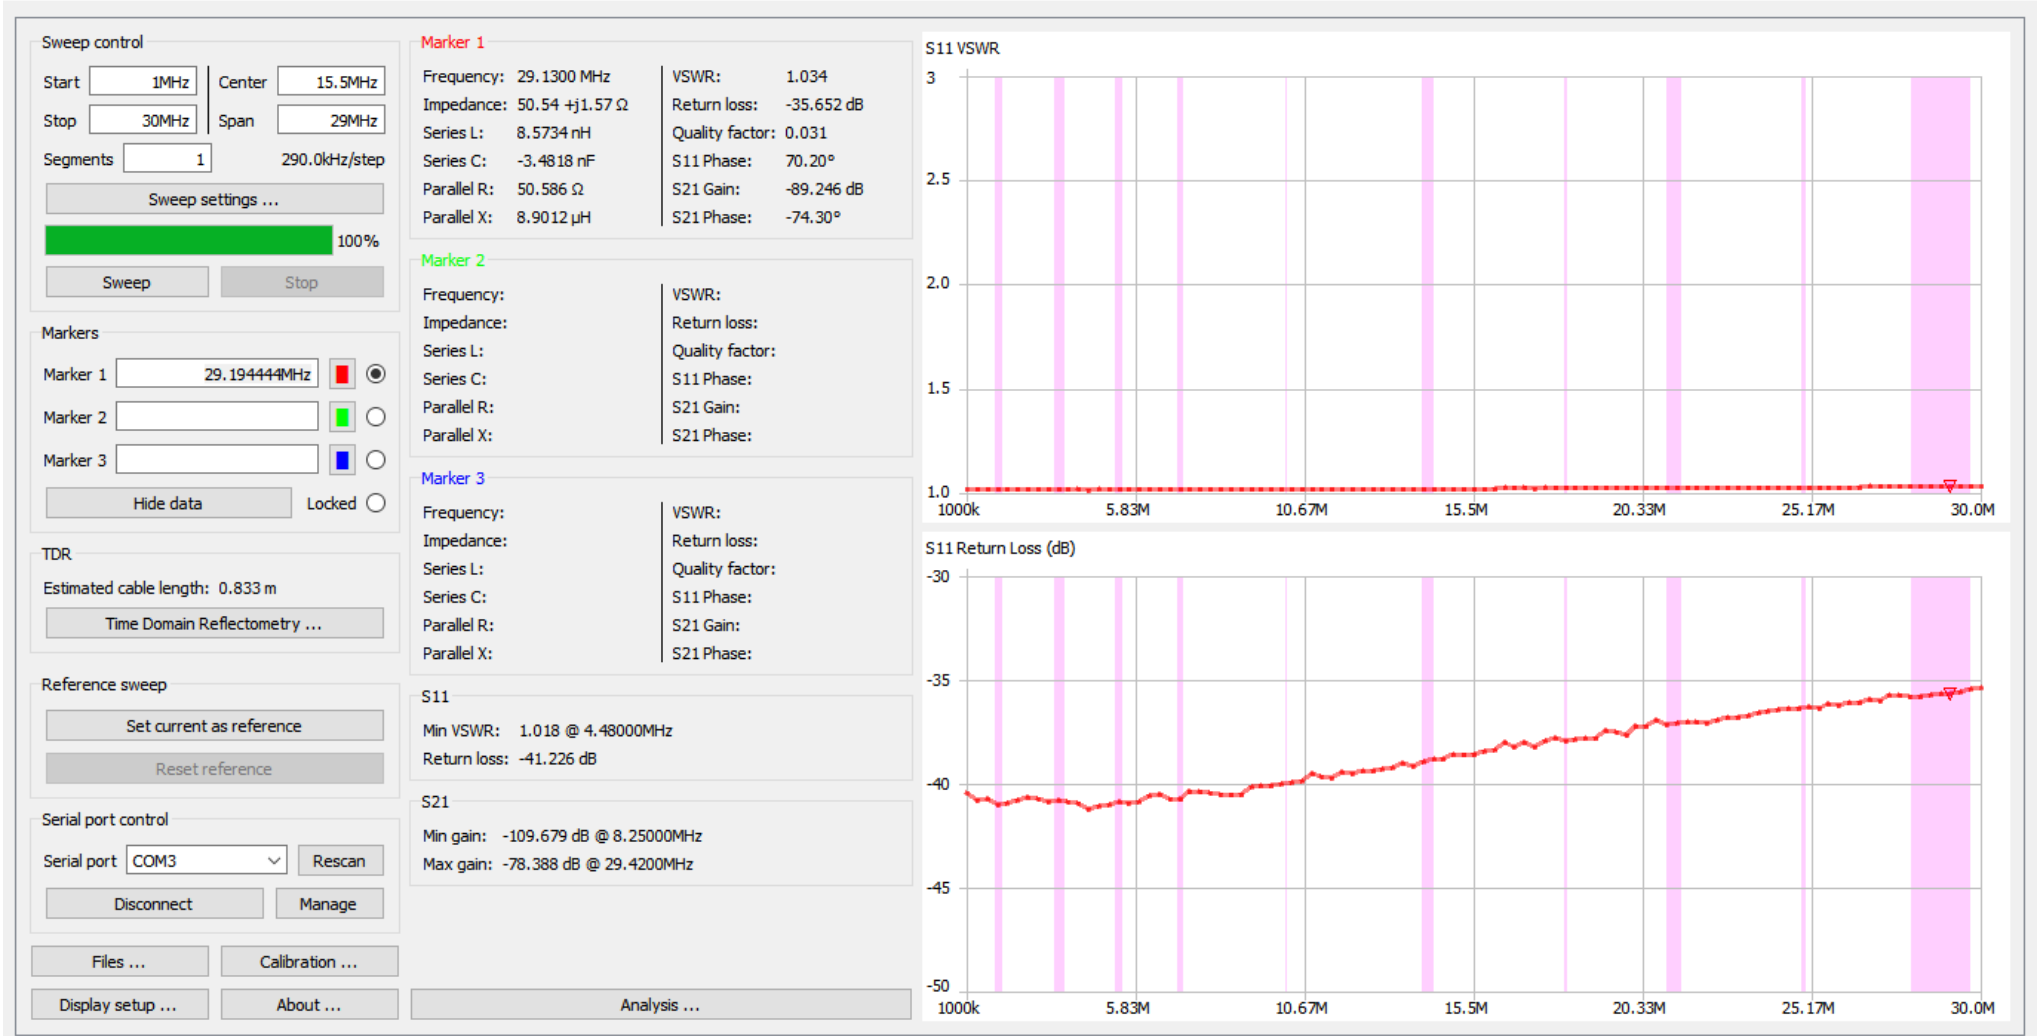 Sweep control
Start 1MHz Center 15.5MHz
Stop 30MHz Span 29MHz
Segments 1 290.0kHz/step
Sweep settings ...
100%
Sweep Stop
Markers
Marker 1 29.194444MHz
Marker 2
Marker 3
Hide data Locked
TDR
Estimated cable length: 0.833 m
Time Domain Reflectometry ...
Reference sweep
Set current as reference
Reset reference
Serial port control
Serial port COM3 Rescan
Disconnect Manage
Files ... Calibration ...
Display setup ... About ...
Marker 1
Frequency: 29.1300 MHz VSWR: 1.034
Impedance: 50.54 +j1.57 Ω Return loss: -35.652 dB
Series L: 8.5734 nH Quality factor: 0.031
Series C: -3.4818 nF S11 Phase: 70.20°
Parallel R: 50.586 Ω S21 Gain: -89.246 dB
Parallel X: 8.9012 µH S21 Phase: -74.30°
Marker 2
Frequency: VSWR:
Impedance: Return loss:
Series L: Quality factor:
Series C: S11 Phase:
Parallel R: S21 Gain:
Parallel X: S21 Phase:
Marker 3
Frequency: VSWR:
Impedance: Return loss:
Series L: Quality factor:
Series C: S11 Phase:
Parallel R: S21 Gain:
Parallel X: S21 Phase:
S11
Min VSWR: 1.018 @ 4.48000MHz
Return loss: -41.226 dB
S21
Min gain: -109.679 dB @ 8.25000MHz
Max gain: -78.388 dB @ 29.4200MHz
Analysis ...
S11 VSWR
3
2.5
2.0
1.5
1.0
1000k 5.83M 10.67M 15.5M 20.33M 25.17M 30.0M
S11 Return Loss (dB)
-30
-35
-40
-45
-50
1000k 5.83M 10.67M 15.5M 20.33M 25.17M 30.0M